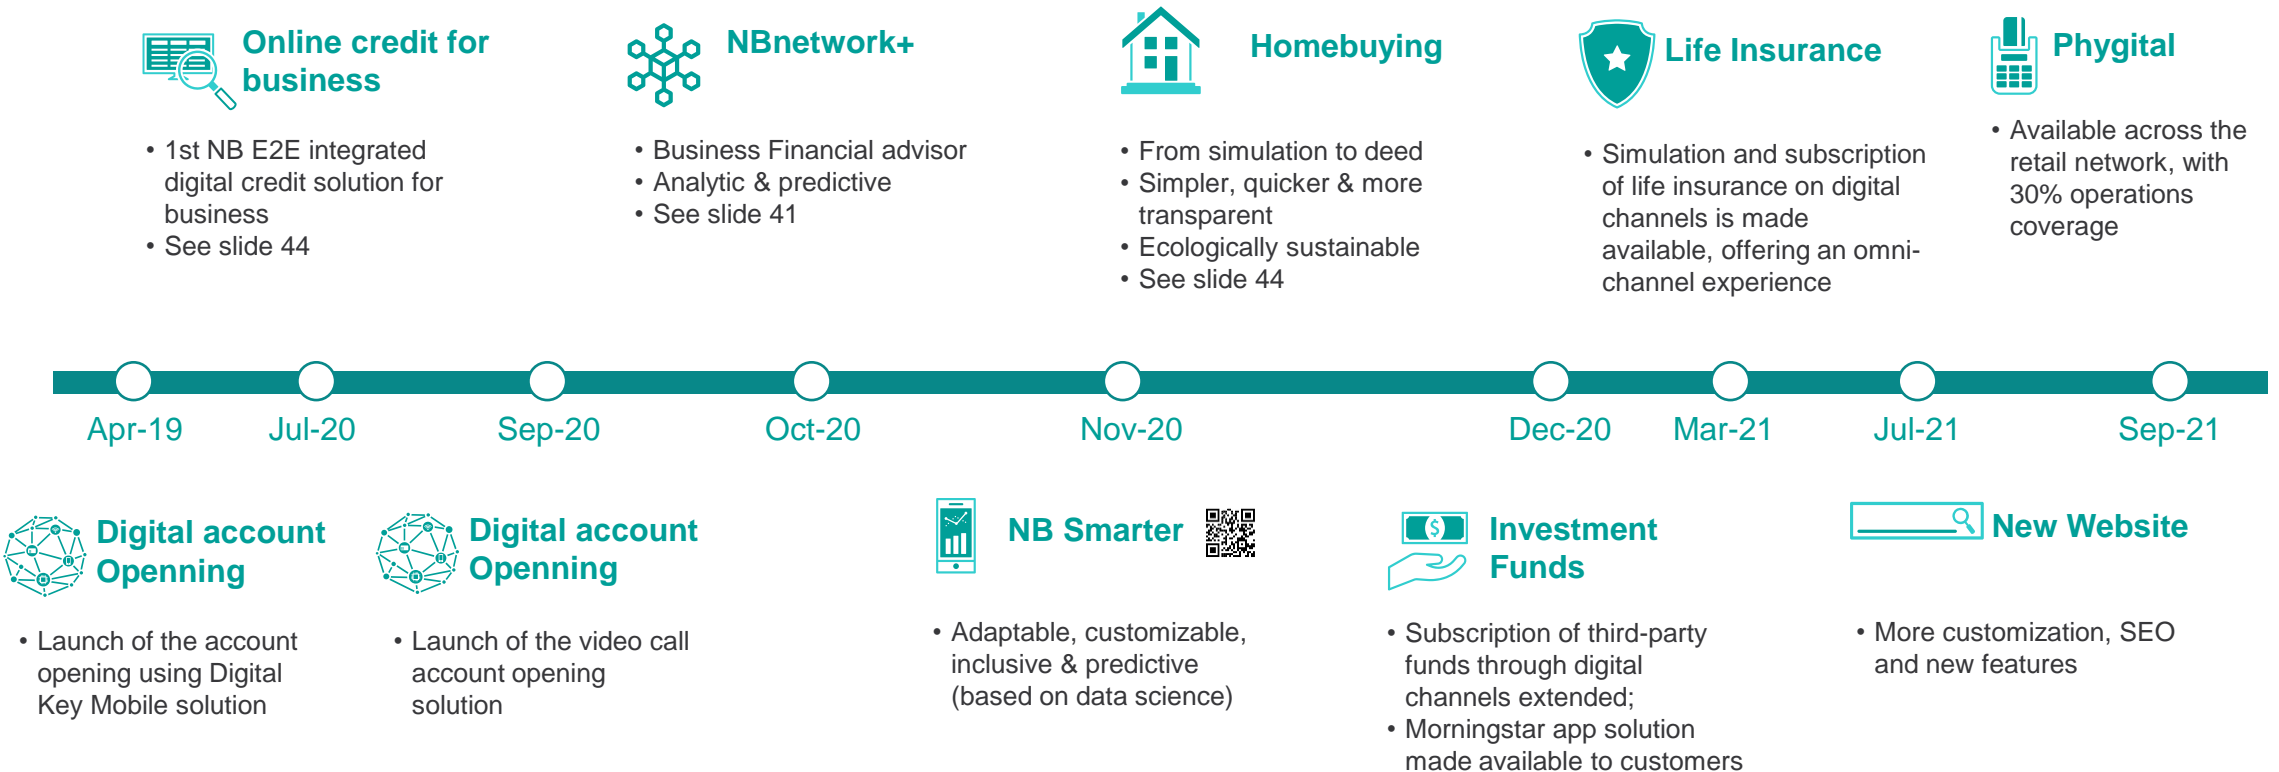 Online credit for
business
• 1st NB E2E integrated
digital credit solution for
business
• See slide 44
NBnetwork+
• Business Financial advisor
• Analytic & predictive
• See slide 41
Homebuying
• From simulation to deed
• Simpler, quicker & more
transparent
• Ecologically sustainable
• See slide 44
Life Insurance
• Simulation and subscription
of life insurance on digital
channels is made
available, offering an omni-
channel experience
Phygital
• Available across the
retail network, with
30% operations
coverage
Apr-19
Jul-20
Sep-20
Oct-20
Nov-20
Dec-20
Mar-21
Jul-21
Sep-21
Digital account
Openning
• Launch of the account
opening using Digital
Key Mobile solution
Digital account
Openning
• Launch of the video call
account opening
solution
NB Smarter
• Adaptable, customizable,
inclusive & predictive
(based on data science)
$
Investment
Funds
• Subscription of third-party
funds through digital
channels extended;
• Morningstar app solution
made available to customers
New Website
• More customization, SEO
and new features